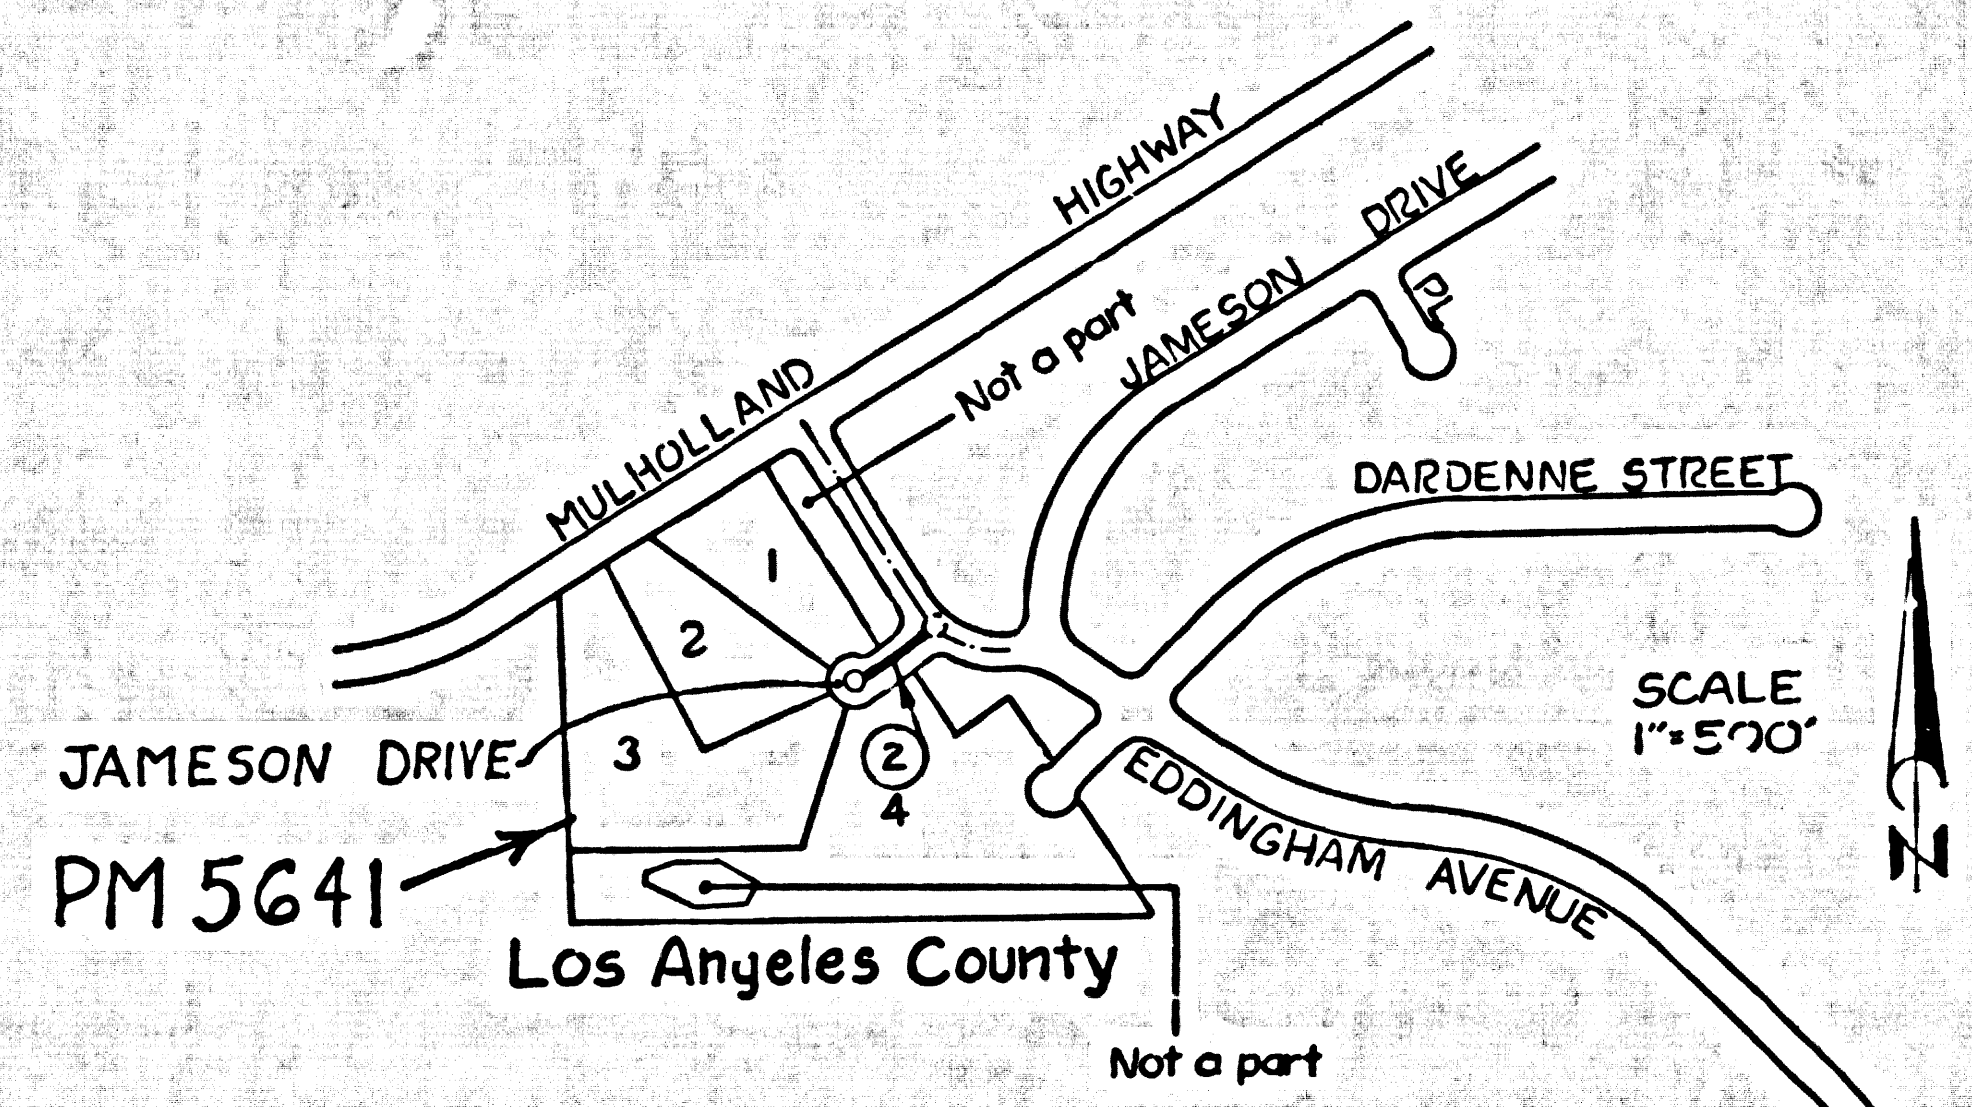 MULHOLLAND HIGHWAY
JAMESON DRIVE
PL
Not a part
DARDENNE STREET
1
2
3
2
4
SCALE
1"=500'
N
JAMESON DRIVE
PM 5641
EDDINGHAM AVENUE
Los Angeles County
Not a part